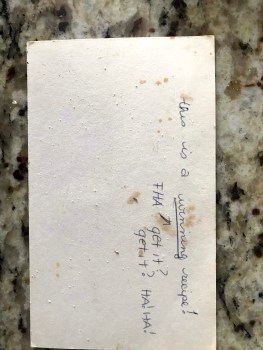 this is a winning recipe!
THA get it?
get it? HA! HA!